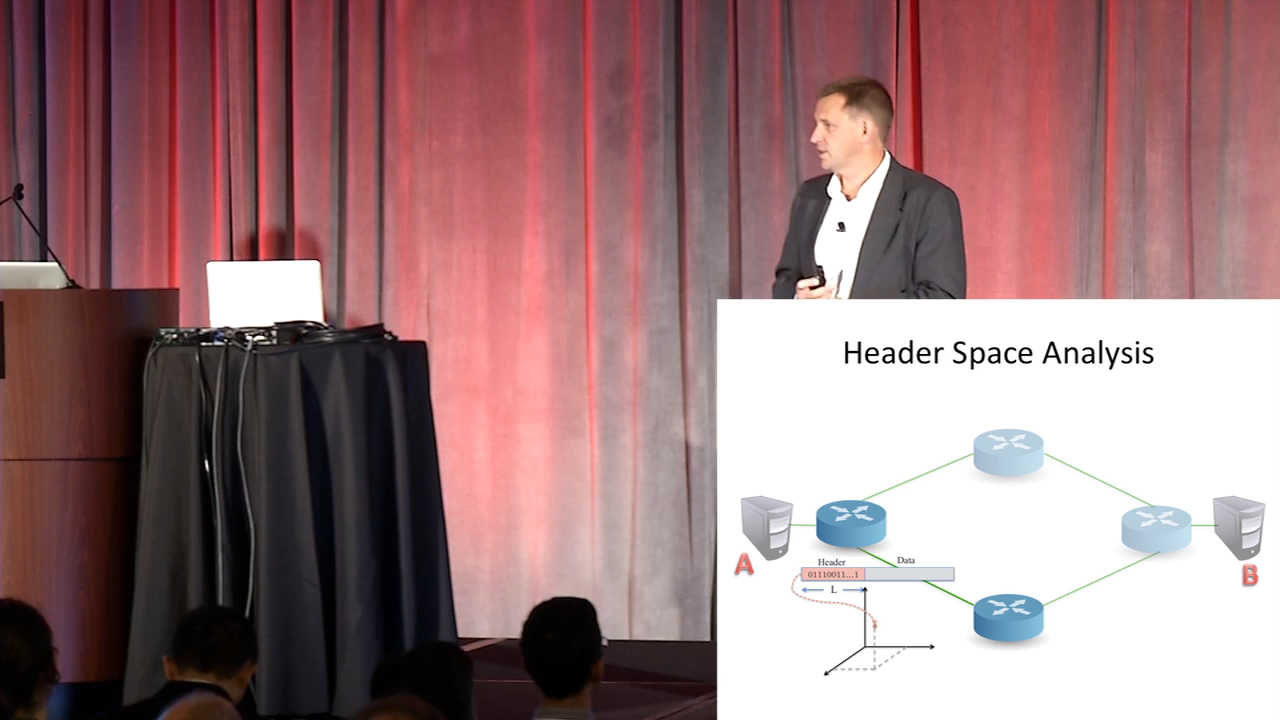 Header Space Analysis
A
Header
Data
01110011...1
L
B